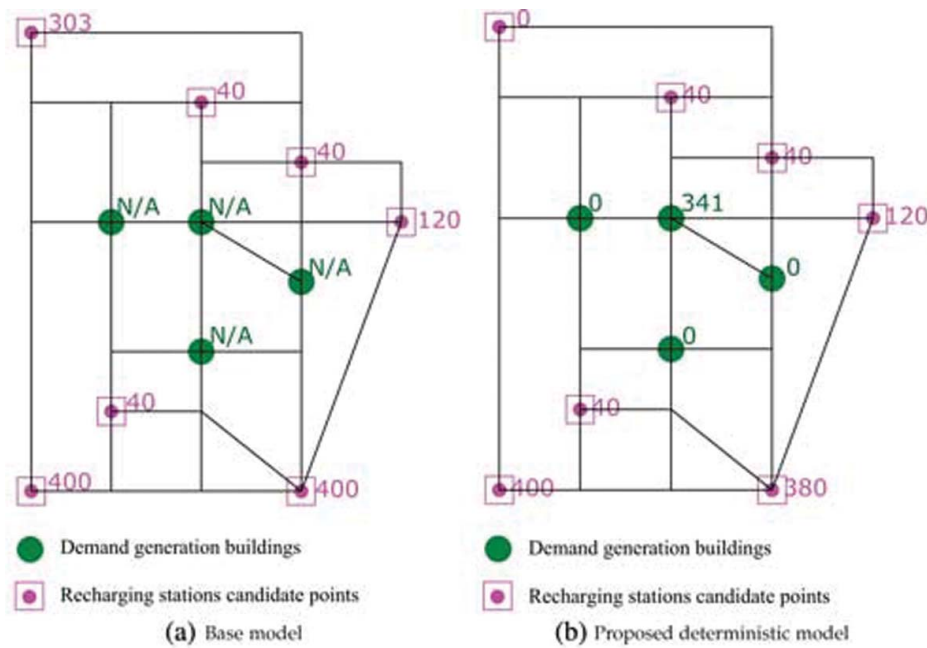 303
40
40
N/A
N/A
120
N/A
N/A
40
400
400
Demand generation buildings
Recharging stations candidate points
(a) Base model
0
40
40
0
341
120
0
0
40
400
380
Demand generation buildings
Recharging stations candidate points
(b) Proposed deterministic model